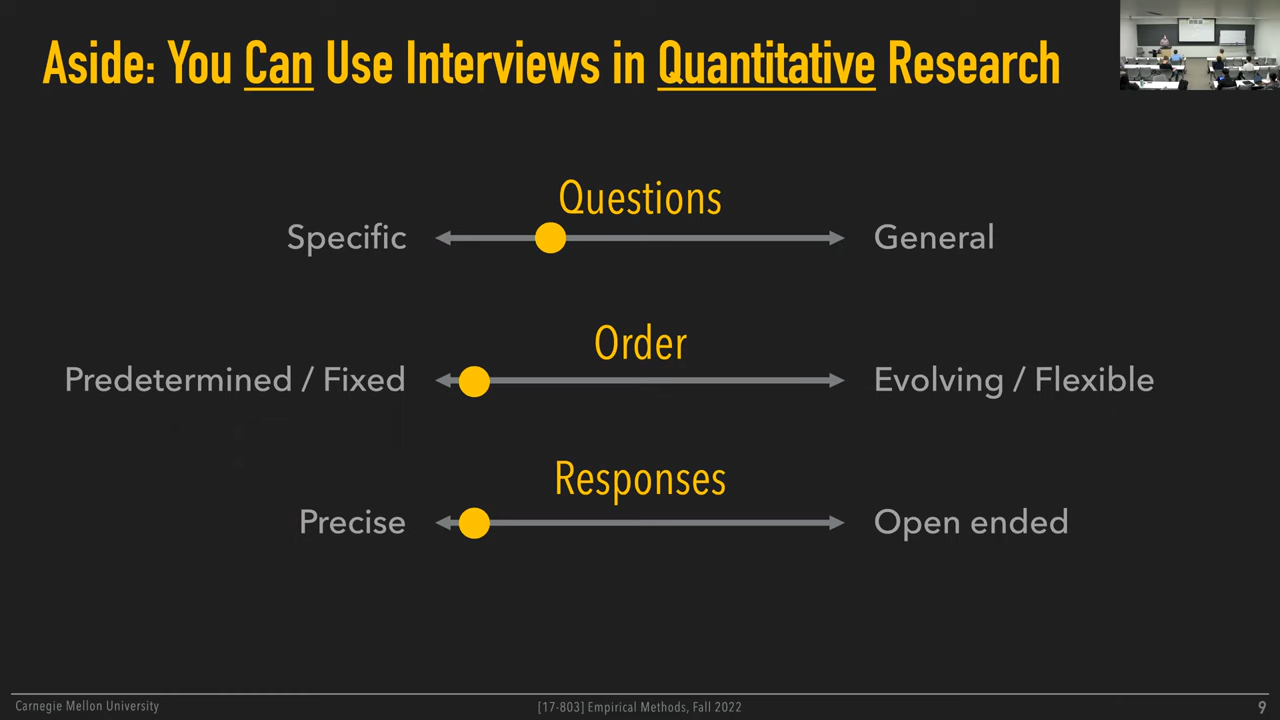 Aside: You Can Use Interviews in Quantitative Research
Questions
Specific
General
Order
Predetermined / Fixed
Evolving / Flexible
Responses
Precise
Open ended
Carnegie Mellon University
[17-803] Empirical Methods, Fall 2022
9